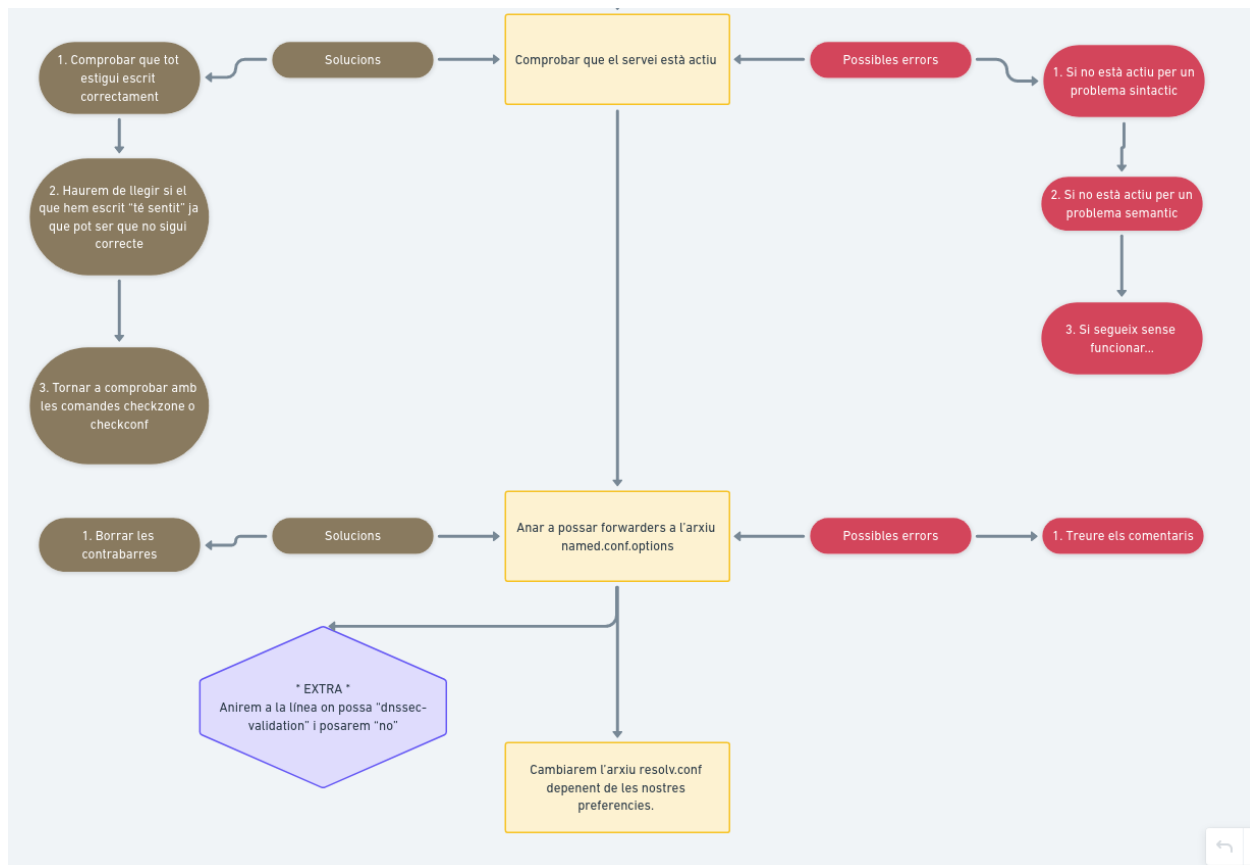 1. Comprobar que tot
estigui escrit
correctament
Solucions
Comprobar que el servei està actiu
Possibles errors
1. Si no està actiu per un
problema sintactic
2. Haurem de llegir si el
que hem escrit “té sentit” ja
que pot ser que no sigui
correcte
2. Si no està actiu per un
problema semantic
3. Si segueix sense
funcionar...
3. Tornar a comprobar amb
les comandes checkzone o
checkconf
1. Borrar les
contrabarres
Solucions
Anar a possar forwarders a l'arxiu
named.conf.options
Possibles errors
1. Treure els comentaris
* EXTRA *
Anirem a la línea on possa “dnssec-
validation” i posarem “no”
Cambiarem l'arxiu resolv.conf
depenent de les nostres
preferencies.